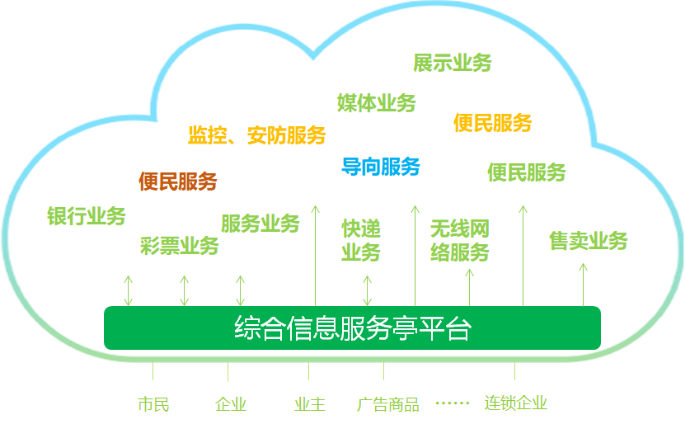 展示业务
媒体业务
便民服务
监控、安防服务
导向服务
便民服务
便民服务
银行业务
服务业务
彩票业务
快递
业务
无线网
络服务
售卖业务
综合信息服务亭平台
市民
企业
业主
广告商品
……
连锁企业